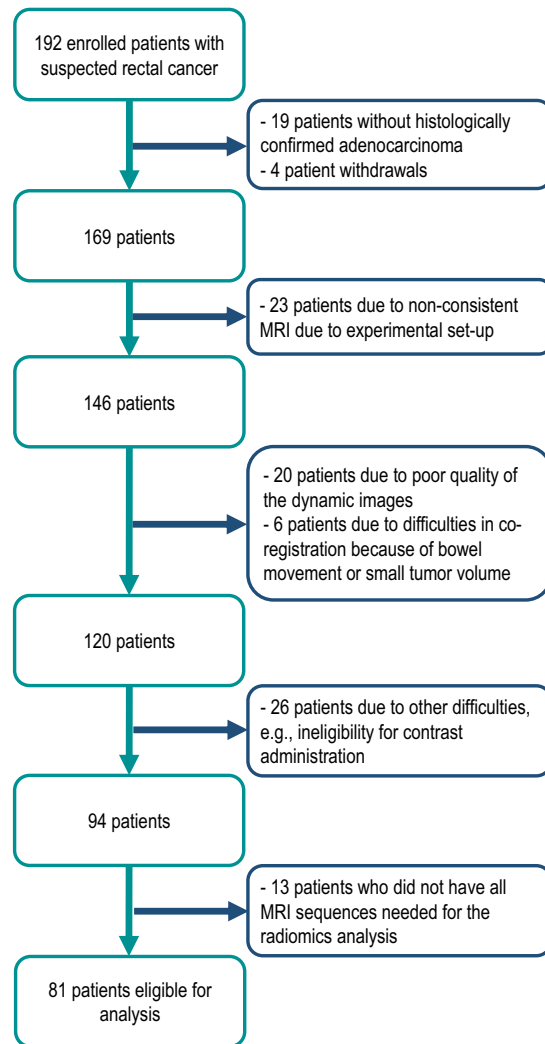 192 enrolled patients with
suspected rectal cancer
- 19 patients without histologically
confirmed adenocarcinoma
- 4 patient withdrawals
169 patients
- 23 patients due to non-consistent
MRI due to experimental set-up
146 patients
- 20 patients due to poor quality of
the dynamic images
- 6 patients due to difficulties in co-
registration because of bowel
movement or small tumor volume
120 patients
- 26 patients due to other difficulties,
e.g., ineligibility for contrast
administration
94 patients
- 13 patients who did not have all
MRI sequences needed for the
radiomics analysis
81 patients eligible for
analysis